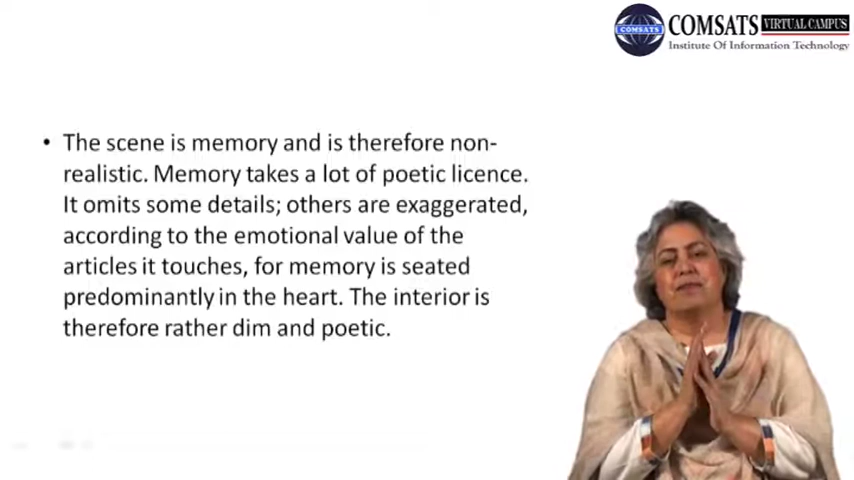 COMSATS VIRTUAL CAMPUS
COMSATS Institute Of Information Technology
• The scene is memory and is therefore non-
realistic. Memory takes a lot of poetic licence.
It omits some details; others are exaggerated,
according to the emotional value of the
articles it touches, for memory is seated
predominantly in the heart. The interior is
therefore rather dim and poetic.